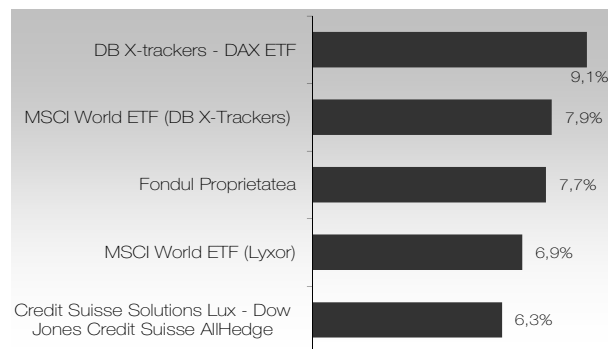 DB X-trackers - DAX ETF
9,1%
MSCI World ETF (DB X-Trackers)
7,9%
Fondul Proprietatea
7,7%
MSCI World ETF (Lyxor)
6,9%
Credit Suisse Solutions Lux - Dow
Jones Credit Suisse AllHedge
6,3%